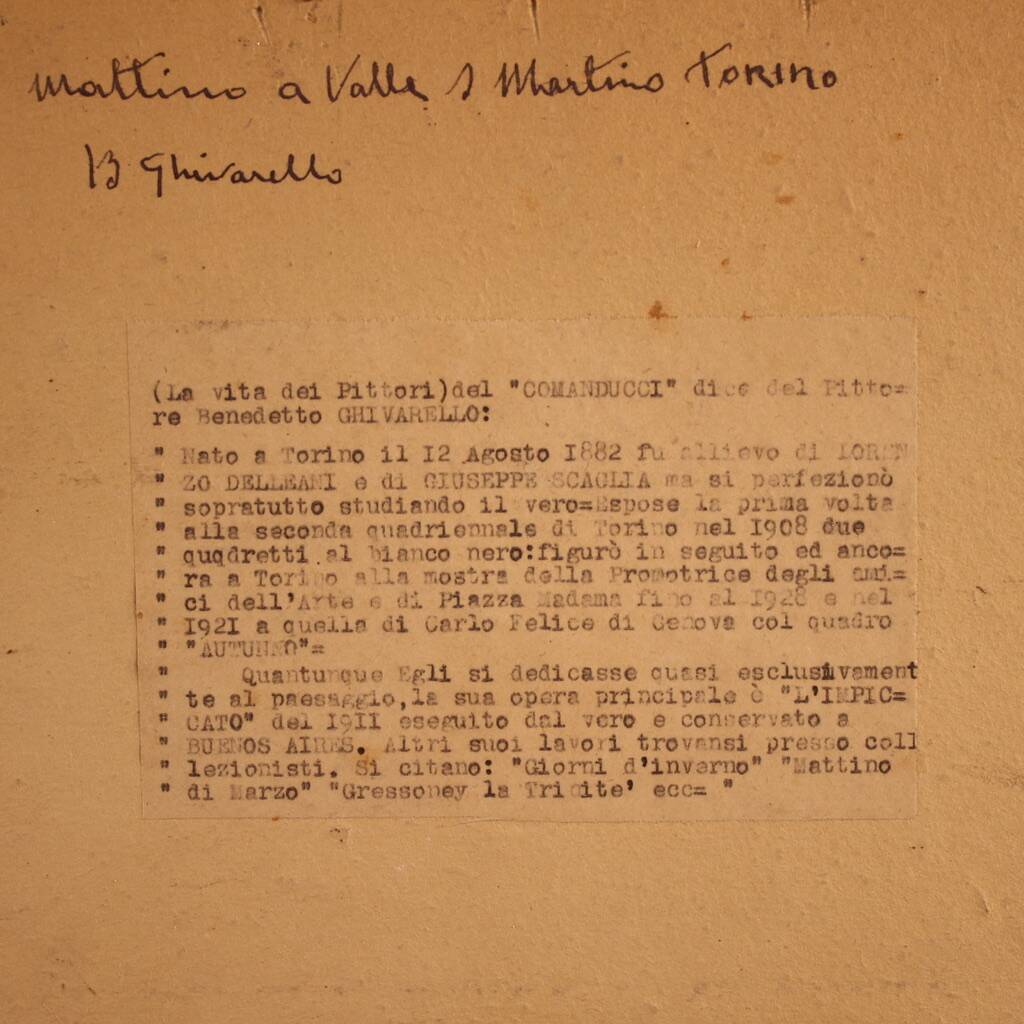 Mattino a Valle S Martino TORINO
B Ghivarello
(La vita dei Pittori)del "COMANDUCCI" dice del Pitto=
re Benedetto GHIVARELLO:
" Nato a Torino il I2 Agosto I882 fu allievo di LOREN
" ZO DELLEANI e di GIUSEPPE SCAGLIA ma si perfezionò
" sopratutto studiando il vero=Espose la prima volta
" alla seconda quadriennale di Torino nel I908 due
" quqdretti al bianco nero:figurò in seguito ed anco=
" ra a Torino alla mostra della Promotrice degli ami=
" ci dell'Arte e di Piazza Madama fino al I928 e nel
" I92I a quella di Carlo Felice di Genova col quadro
" "AUTUNNO"=
" Quantunque Egli si dedicasse quasi esclusivament
" te al paesaggio,la sua opera principale è "L'IMPIC=
" CATO" del I9II eseguito dal vero e conservato a
" BUENOS AIRES. Altri suoi lavori trovansi presso coll
" lezionisti. Si citano: "Giorni d'inverno" "Mattino
" di Marzo" "Gressoney la Trinite' ecc= "